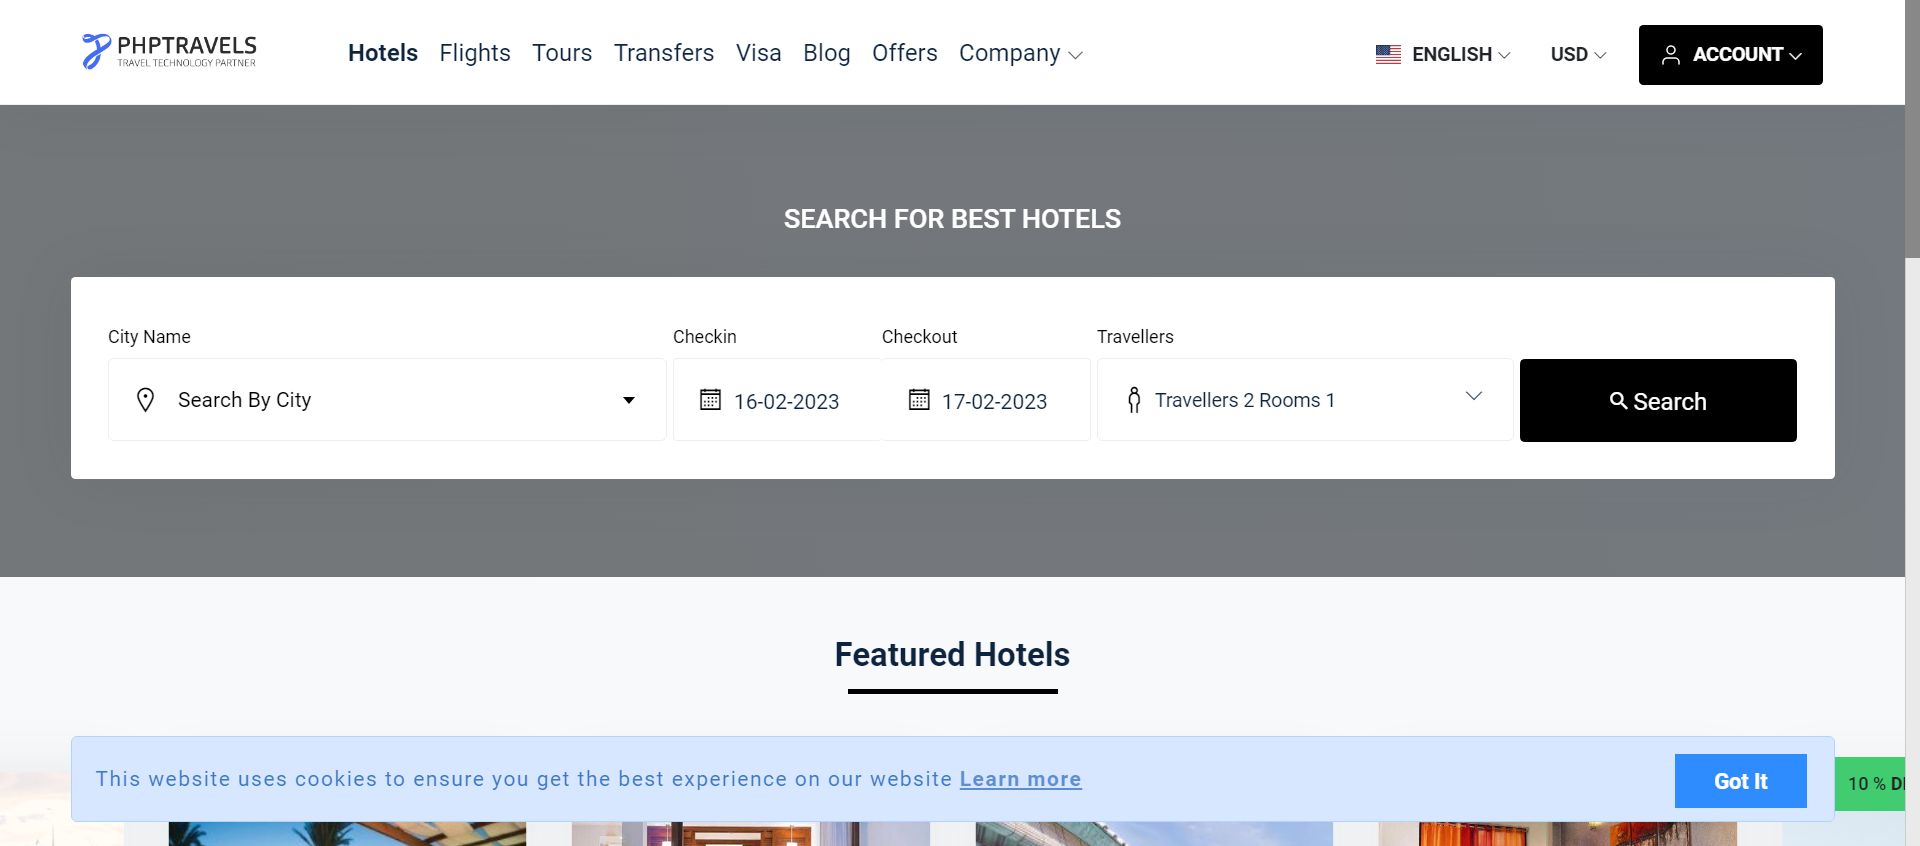 PHPTRAVELS
TRAVEL TECHNOLOGY PARTNER
Hotels Flights Tours Transfers Visa Blog Offers Company
ENGLISH USD ACCOUNT
SEARCH FOR BEST HOTELS
City Name Checkin Checkout Travellers
Search By City 16-02-2023 17-02-2023 Travellers 2 Rooms 1 Search
Featured Hotels
This website uses cookies to ensure you get the best experience on our website Learn more Got It
10 %